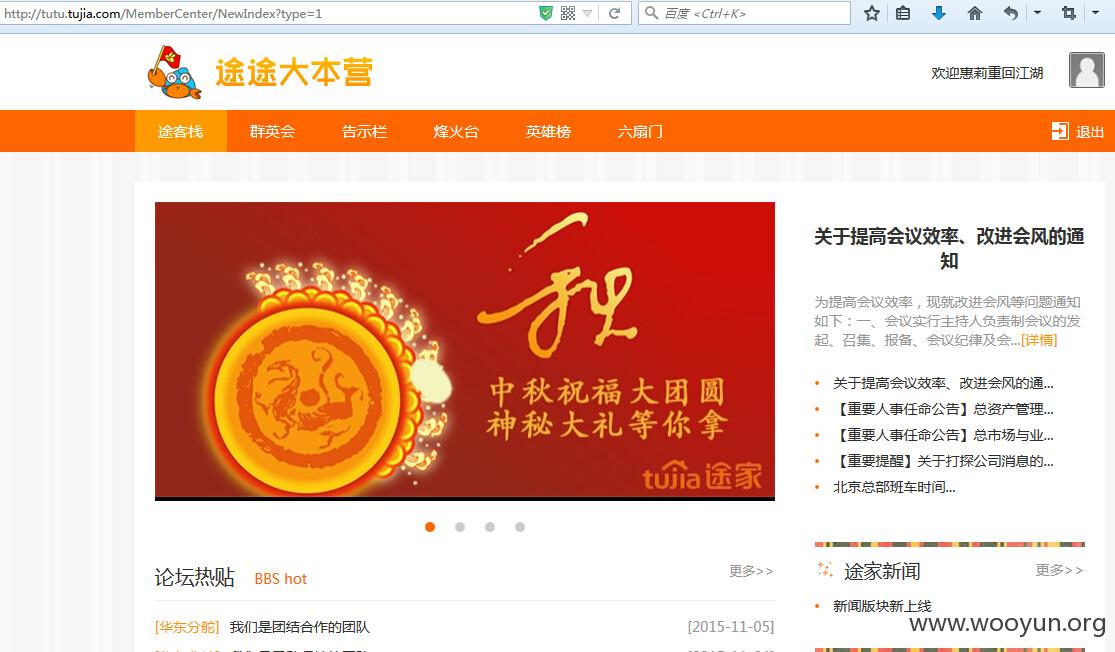 http://tutu.tujia.com/MemberCenter/NewIndex?type=1
百度 <Ctrl+K>
途途大本营
欢迎惠莉重回江湖
途客栈 群英会 告示栏 烽火台 英雄榜 六扇门 退出
秋
中秋祝福大团圆
神秘大礼等你拿
tujia途家
关于提高会议效率、改进会风的通
知
为提高会议效率，现就改进会风等问题通知
如下：一、会议实行主持人负责制会议的发
起、召集、报备、会议纪律及会...[详情]
关于提高会议效率、改进会风的通...
【重要人事任命公告】总资产管理...
【重要人事任命公告】总市场与业...
【重要提醒】关于打探公司消息的...
北京总部班车时间...
论坛热贴 BBS hot 更多>>
[华东分舵] 我们是团结合作的团队 [2015-11-05]
途家新闻 更多>>
新闻版块新上线
www.wooyun.org